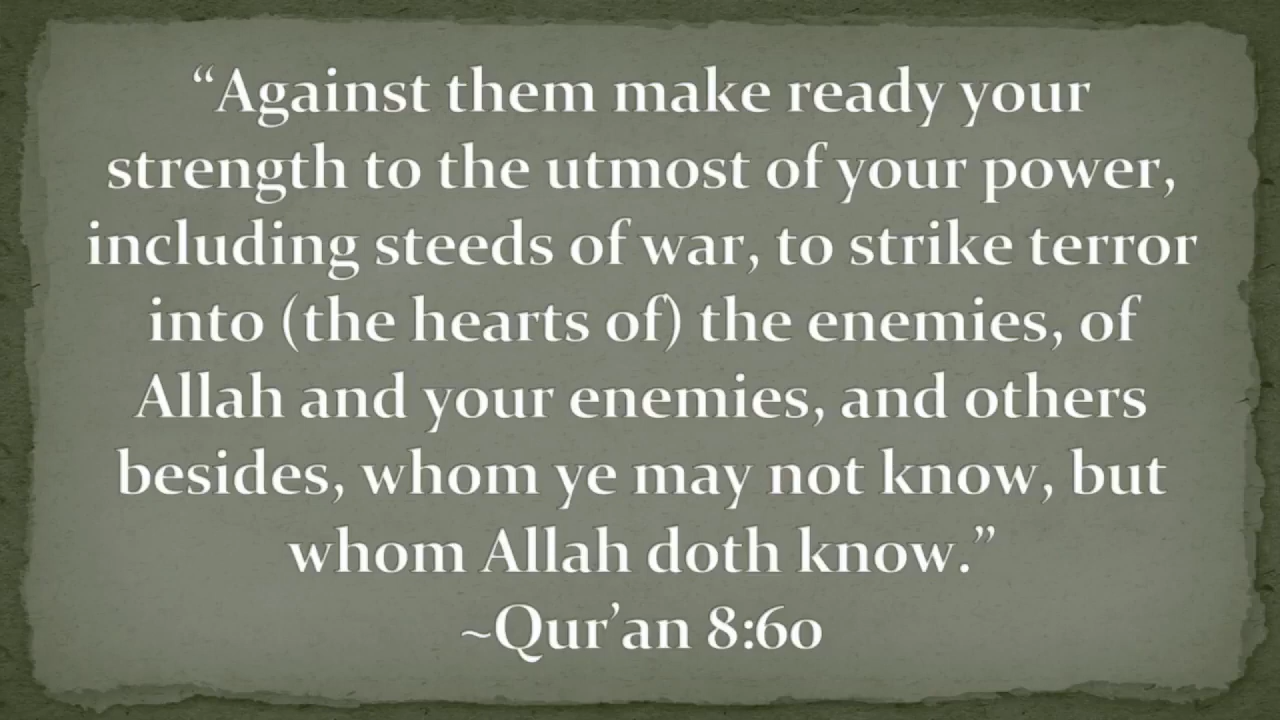 “Against them make ready your
strength to the utmost of your power,
including steeds of war, to strike terror
into (the hearts of) the enemies, of
Allah and your enemies, and others
besides, whom ye may not know, but
whom Allah doth know.”
~Qur’an 8:60